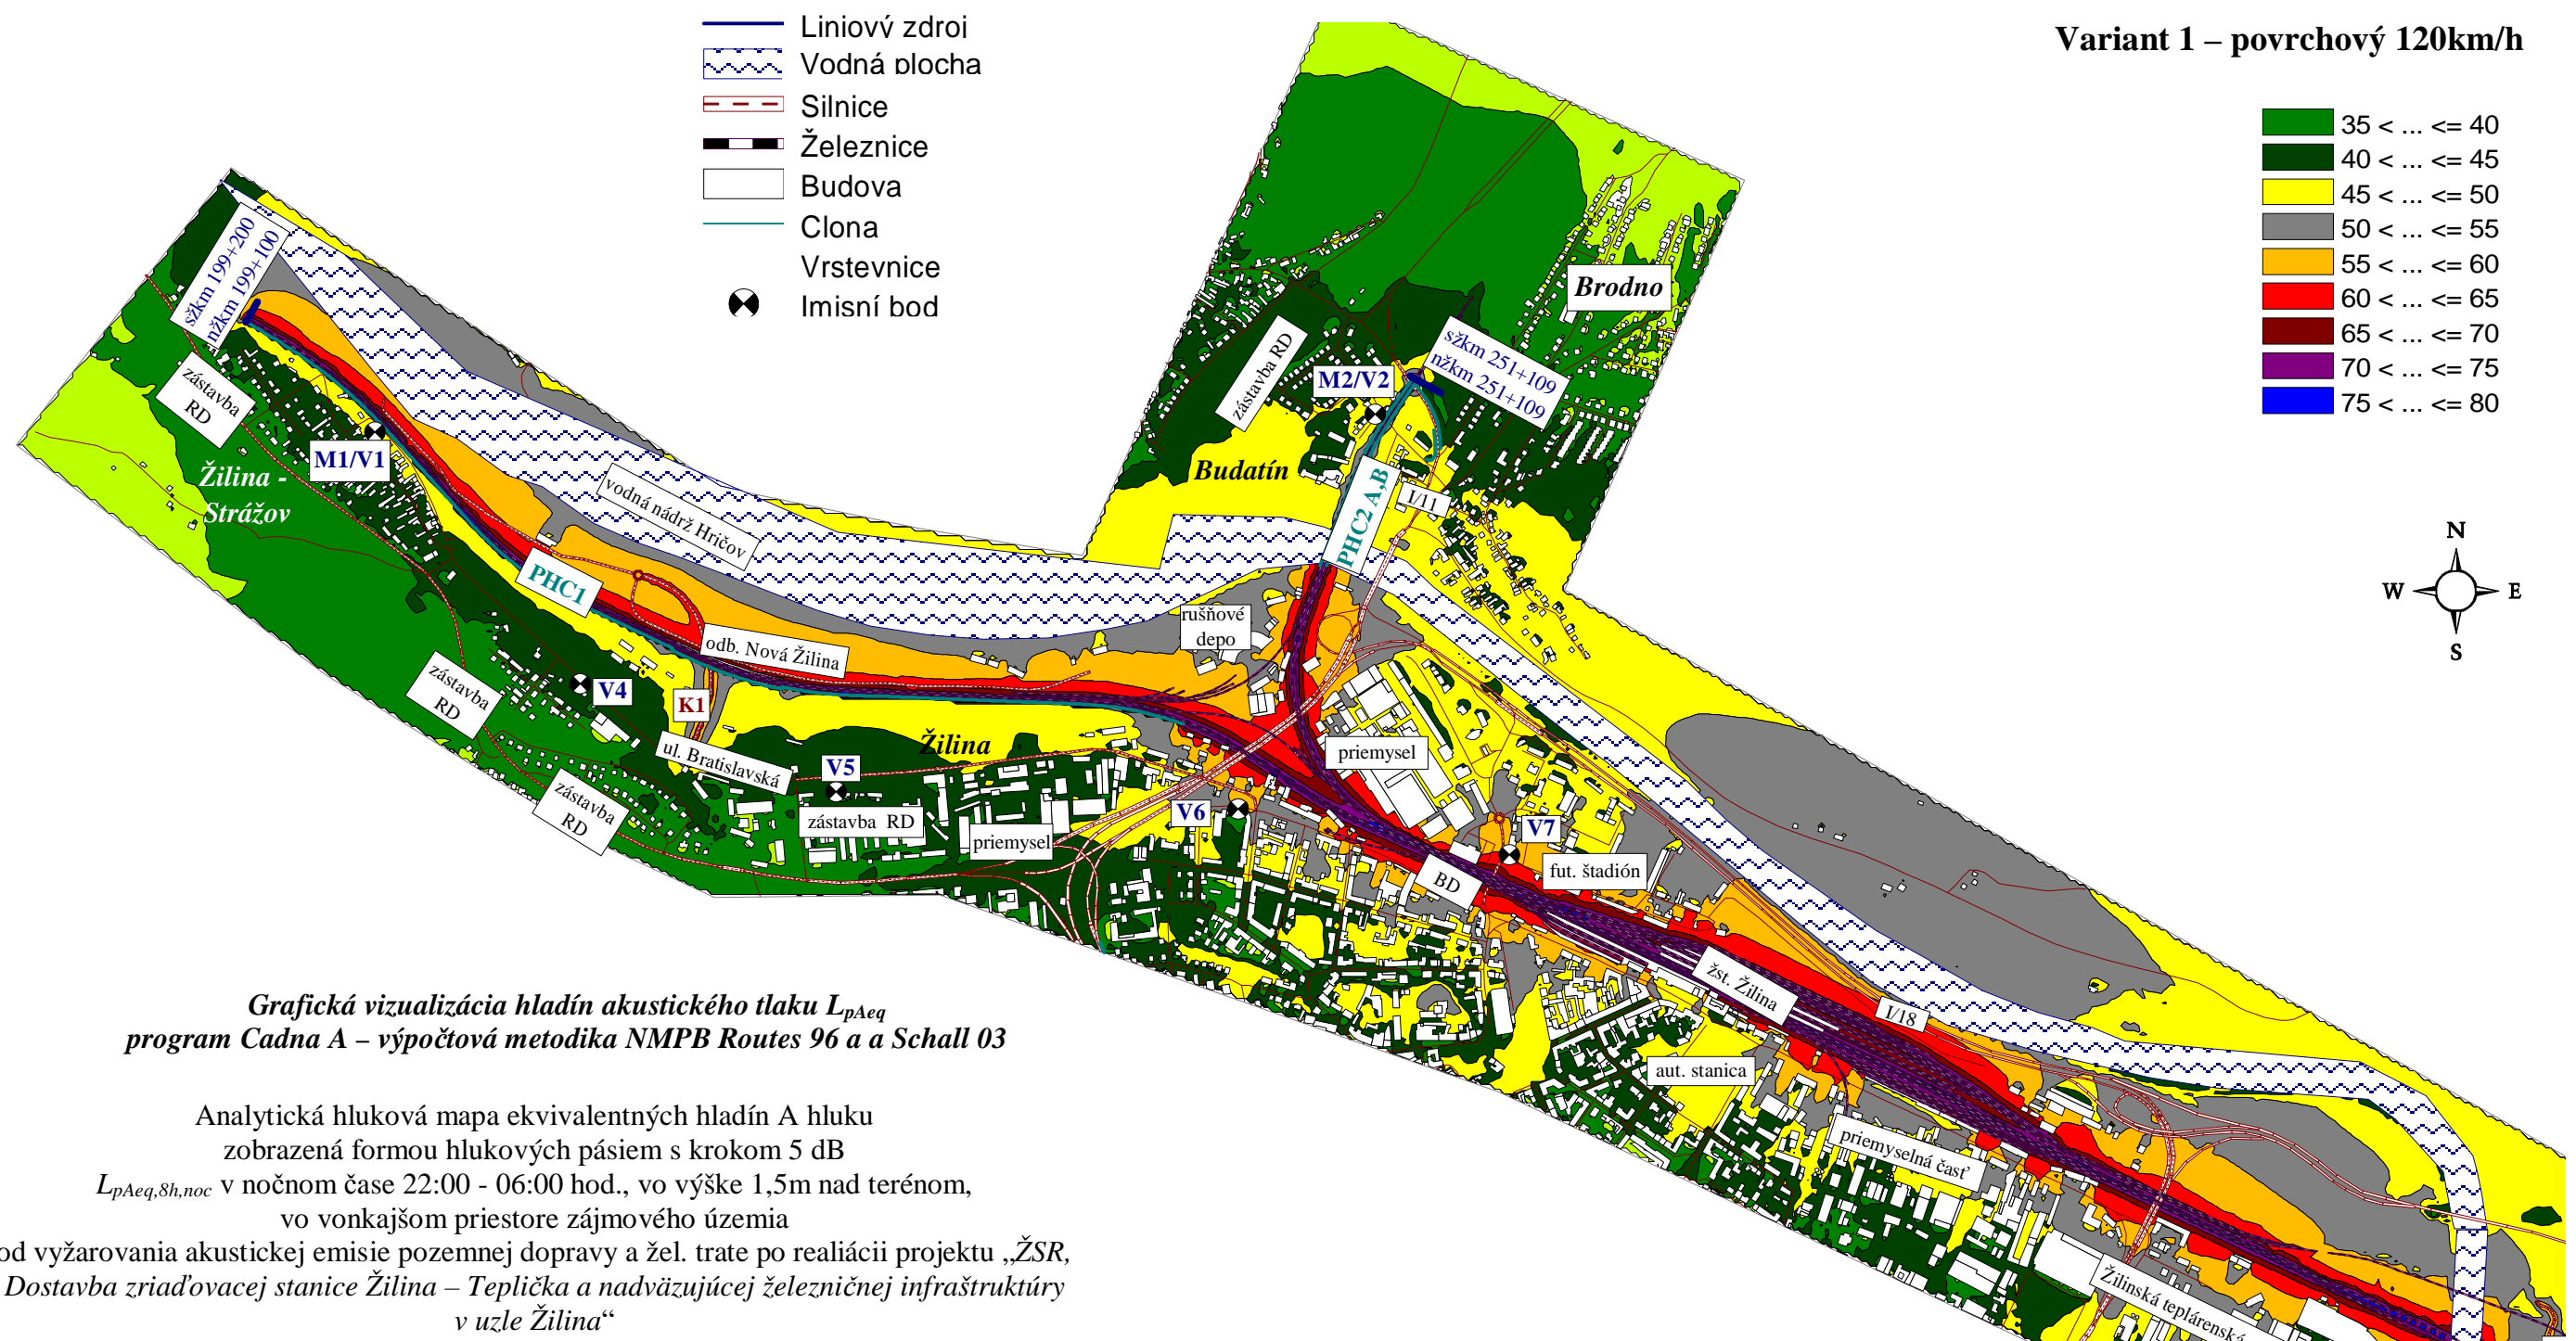 Liniový zdroj
Vodná plocha
Silnice
Železnice
Budova
Clona
Vrstevnice
Imisní bod
Variant 1 – povrchový 120km/h
35 < ... <= 40
40 < ... <= 45
45 < ... <= 50
50 < ... <= 55
55 < ... <= 60
60 < ... <= 65
65 < ... <= 70
70 < ... <= 75
75 < ... <= 80
N
W
E
S
sžkm 199+200
nžkm 199+100
zástavba
RD
M1/V1
Žilina -
Strážov
vodná nádrž Hričov
PHC1
odb. Nová Žilina
zástavba
RD
V4
K1
ul. Bratislavská
Žilina
V5
zástavba RD
zástavba
RD
priemysel
Brodno
zástavba RD
M2/V2
sžkm 251+109
nžkm 251+109
Budatín
PHC2 A,B
I/11
rušňové
depo
priemysel
V6
V7
BD
fut. štadión
žst. Žilina
I/18
aut. stanica
priemyselná časť
Žilinská teplárenská
Grafická vizualizácia hladín akustického tlaku LpAeq
program Cadna A – výpočtová metodika NMPB Routes 96 a a Schall 03
Analytická hluková mapa ekvivalentných hladín A hluku
zobrazená formou hlukových pásiem s krokom 5 dB
LpAeq,8h,noc v nočnom čase 22:00 - 06:00 hod., vo výške 1,5m nad terénom,
vo vonkajšom priestore zájmového územia
od vyžarovania akustickej emisie pozemnej dopravy a žel. trate po realiácii projektu „ŽSR,
Dostavba zriaďovacej stanice Žilina – Teplička a nadväzujúcej železničnej infraštruktúry
v uzle Žilina“